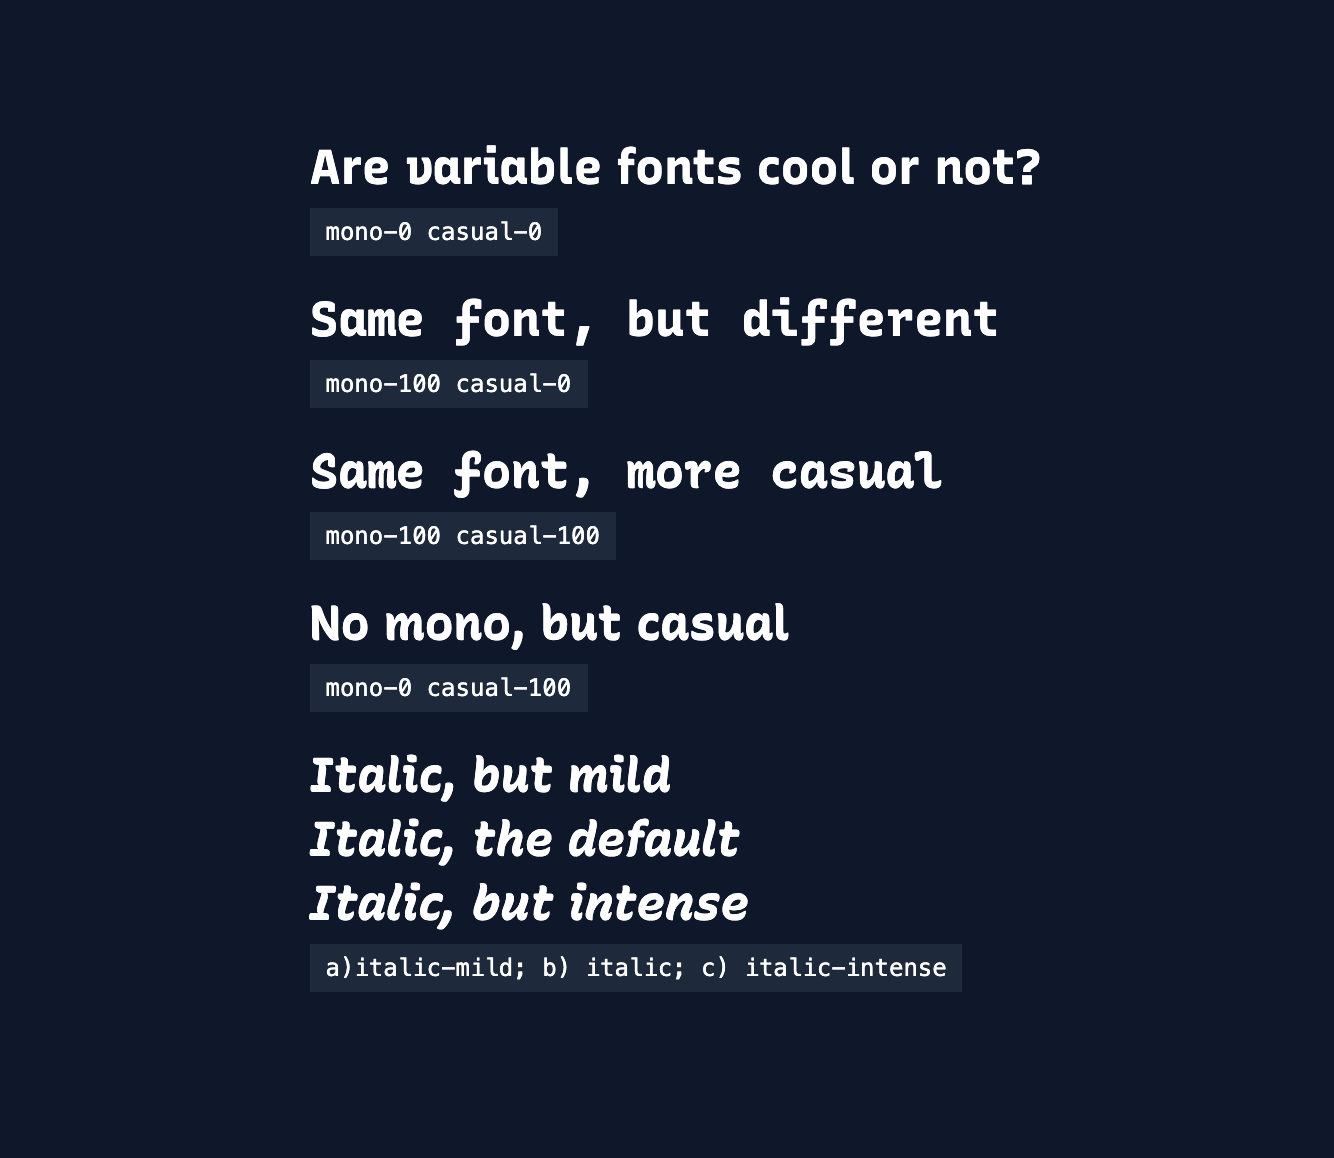 Are variable fonts cool or not?
mono-0 casual-0
Same font, but different
mono-100 casual-0
Same font, more casual
mono-100 casual-100
No mono, but casual
mono-0 casual-100
Italic, but mild
Italic, the default
Italic, but intense
a)italic-mild; b) italic; c) italic-intense